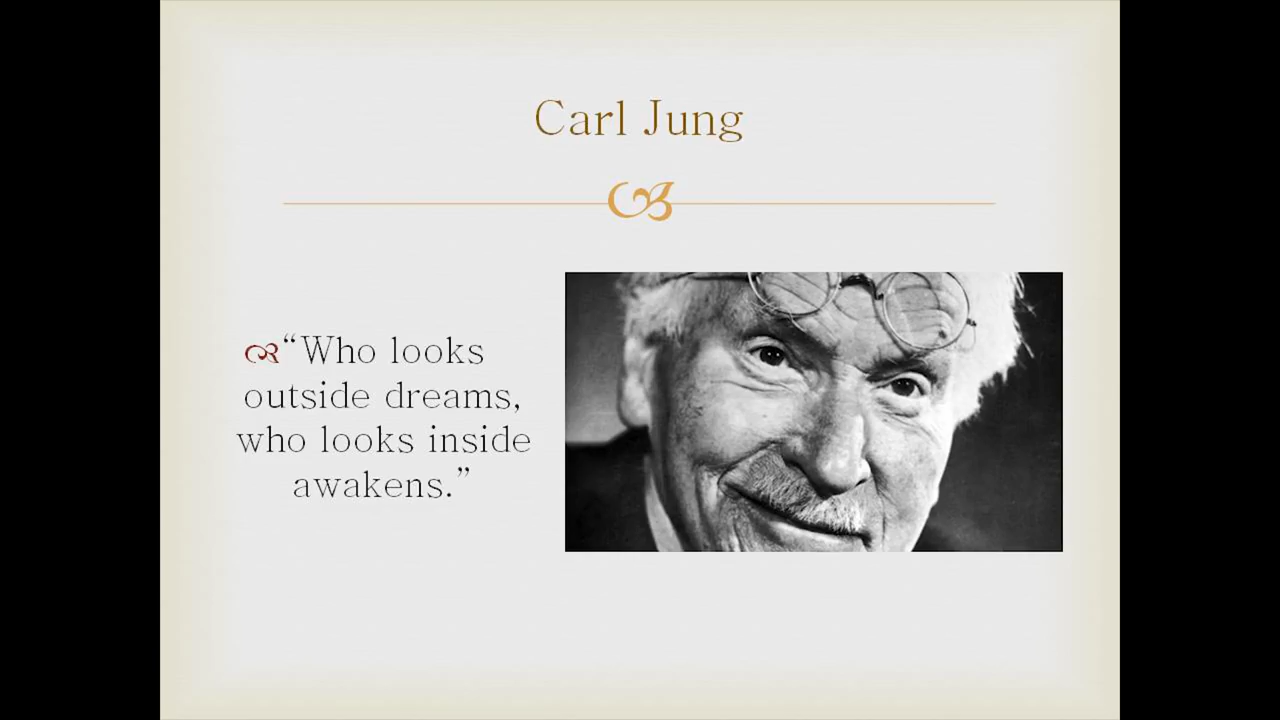 Carl Jung
“Who looks
outside dreams,
who looks inside
awakens.”